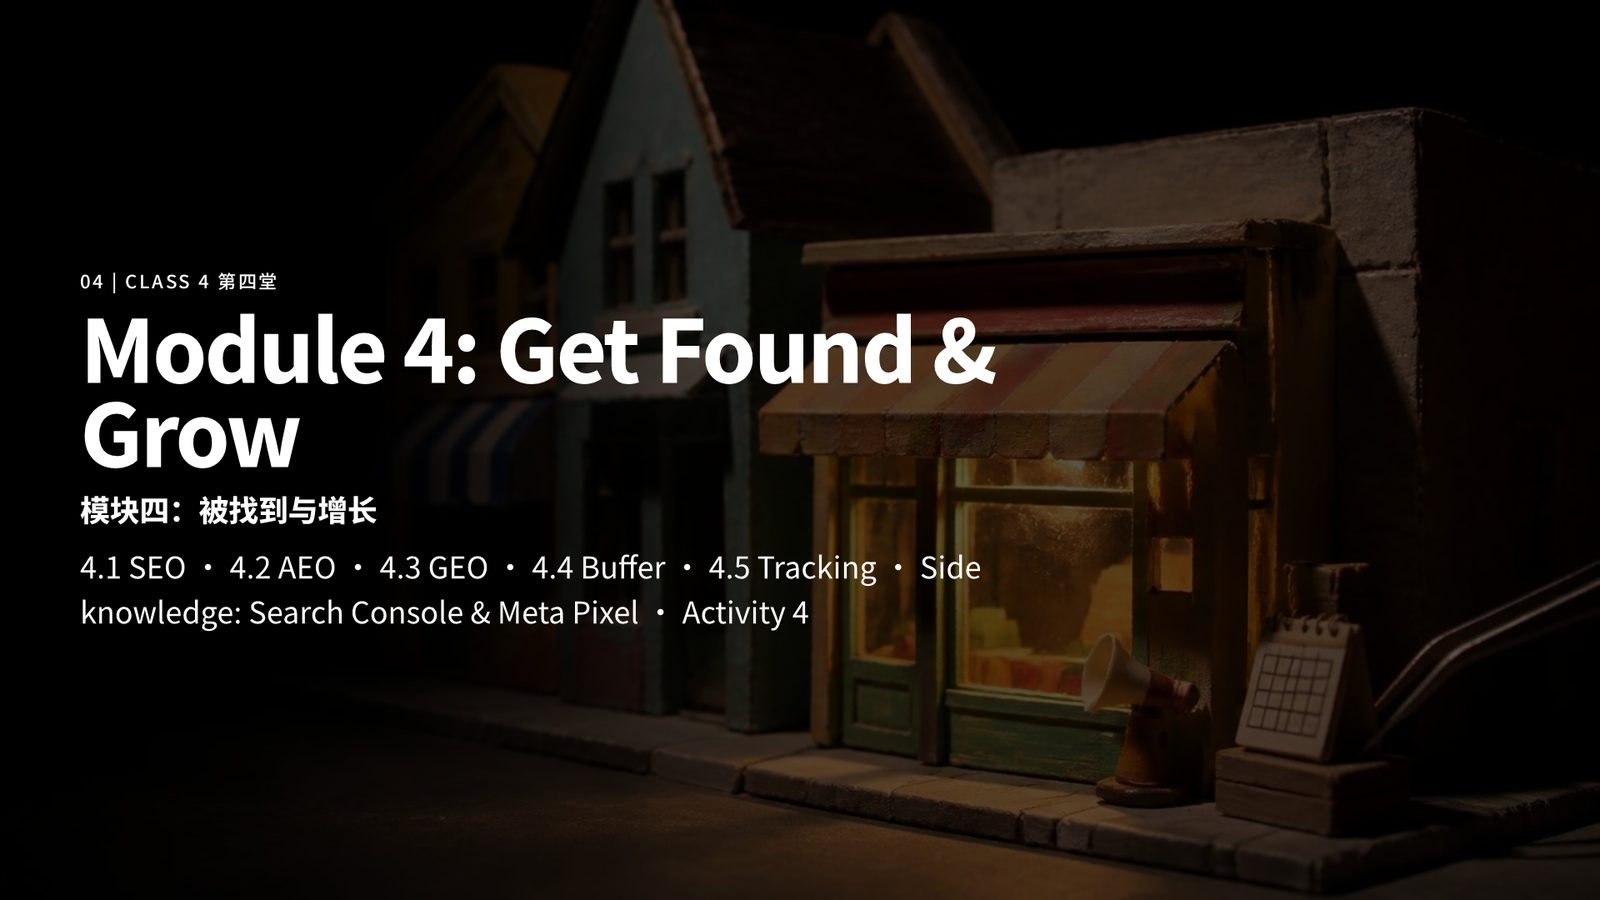 04 | CLASS 4 第四堂
Module 4: Get Found &
Grow
模块四：被找到与增长
4.1 SEO · 4.2 AEO · 4.3 GEO · 4.4 Buffer · 4.5 Tracking · Side
knowledge: Search Console & Meta Pixel · Activity 4